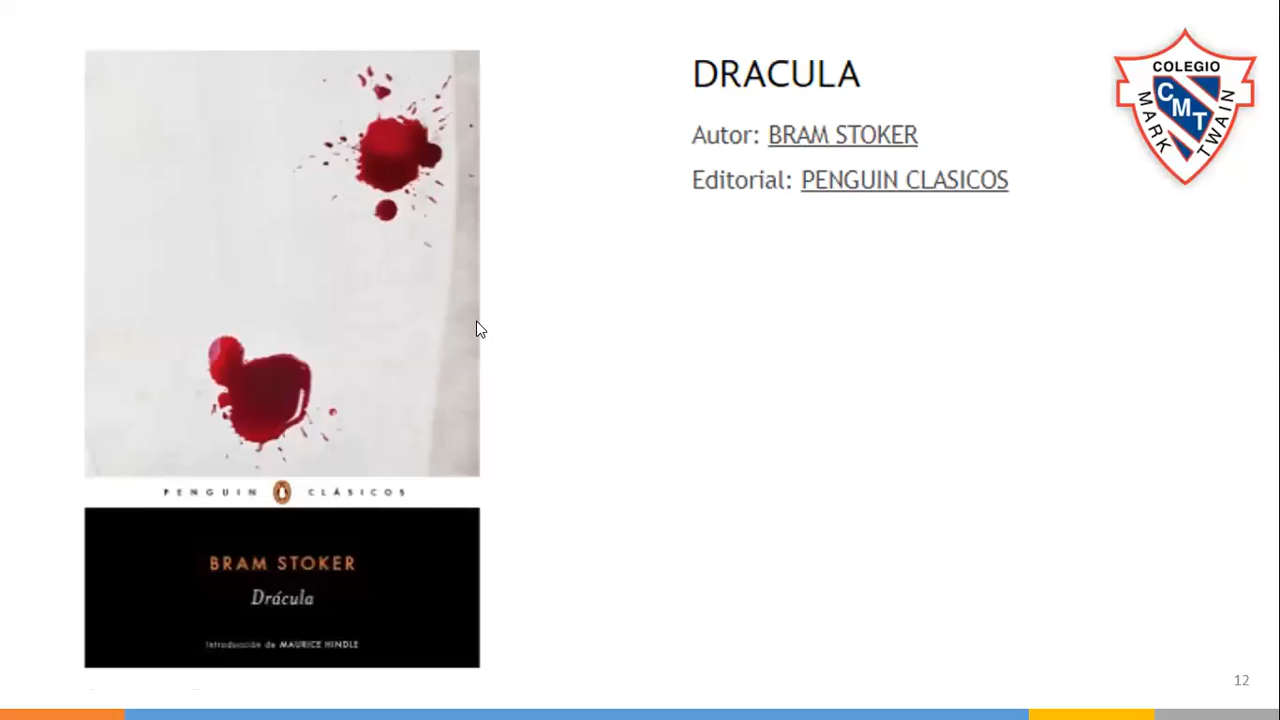 DRACULA
Autor: BRAM STOKER
Editorial: PENGUIN CLASICOS
COLEGIO
MARK TWAIN
CMT
PENGUIN CLÁSICOS
BRAM STOKER
Drácula
Introducción de MAURICE HINDLE
12